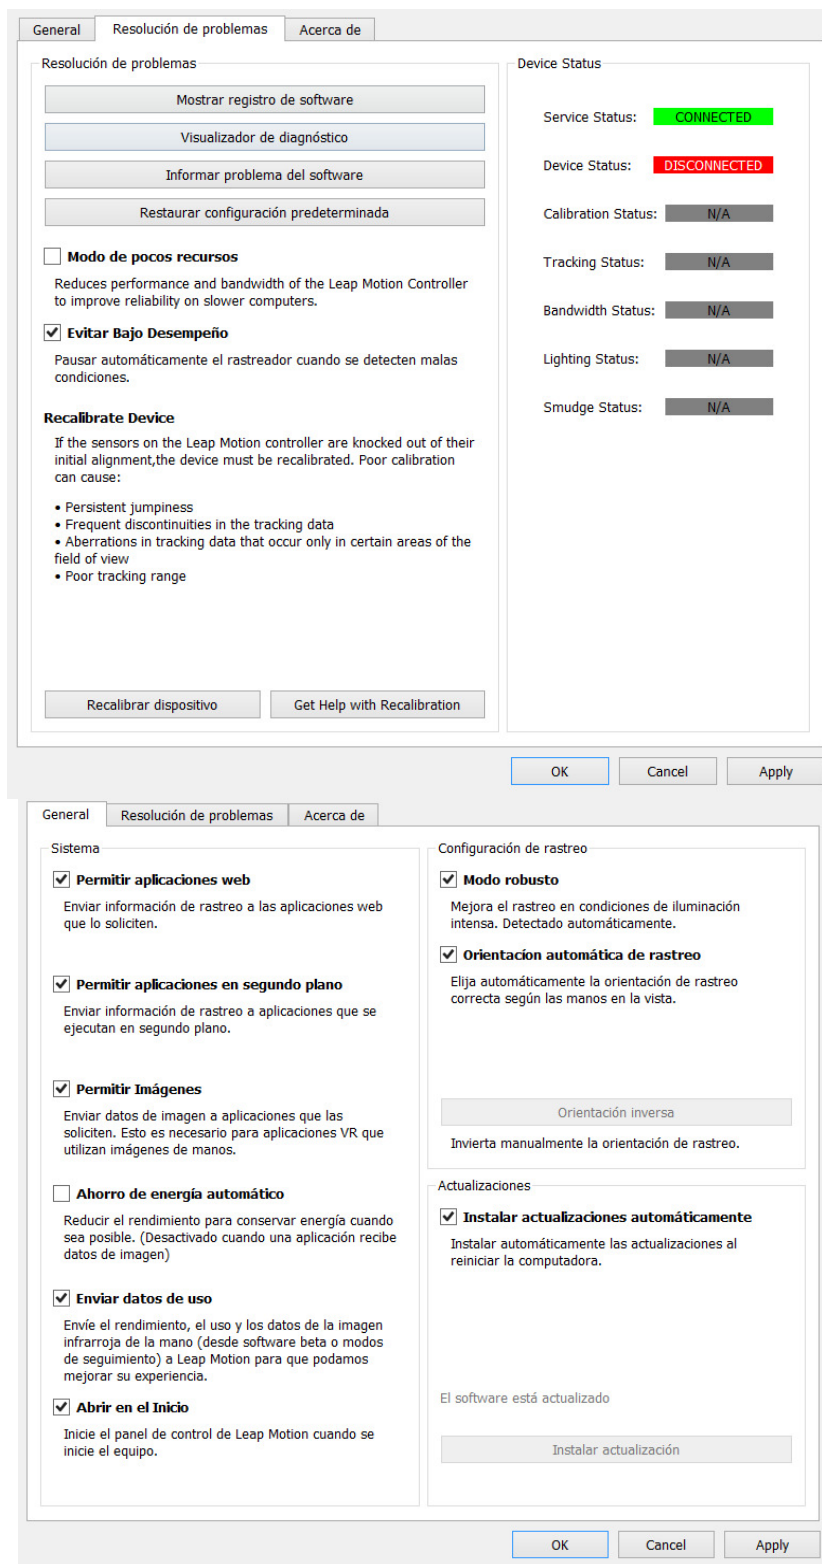 General
Resolución de problemas
Acerca de
Resolución de problemas
Mostrar registro de software
Visualizador de diagnóstico
Informar problema del software
Restaurar configuración predeterminada
Modo de pocos recursos
Reduces performance and bandwidth of the Leap Motion Controller
to improve reliability on slower computers.
Evitar Bajo Desempeño
Pausar automáticamente el rastreador cuando se detecten malas
condiciones.
Recalibrate Device
If the sensors on the Leap Motion controller are knocked out of their
initial alignment,the device must be recalibrated. Poor calibration
can cause:
• Persistent jumpiness
• Frequent discontinuities in the tracking data
• Aberrations in tracking data that occur only in certain areas of the
field of view
• Poor tracking range
Recalibrar dispositivo
Get Help with Recalibration
Device Status
Service Status: CONNECTED
Device Status: DISCONNECTED
Calibration Status: N/A
Tracking Status: N/A
Bandwidth Status: N/A
Lighting Status: N/A
Smudge Status: N/A
OK
Cancel
Apply
General
Resolución de problemas
Acerca de
Sistema
Permitir aplicaciones web
Enviar información de rastreo a las aplicaciones web
que lo soliciten.
Permitir aplicaciones en segundo plano
Enviar información de rastreo a aplicaciones que se
ejecutan en segundo plano.
Permitir Imágenes
Enviar datos de imagen a aplicaciones que las
soliciten. Esto es necesario para aplicaciones VR que
utilizan imágenes de manos.
Ahorro de energía automático
Reducir el rendimiento para conservar energía cuando
sea posible. (Desactivado cuando una aplicación recibe
datos de imagen)
Enviar datos de uso
Envíe el rendimiento, el uso y los datos de la imagen
infrarroja de la mano (desde software beta o modos
de seguimiento) a Leap Motion para que podamos
mejorar su experiencia.
Abrir en el Inicio
Inicie el panel de control de Leap Motion cuando se
inicie el equipo.
Configuración de rastreo
Modo robusto
Mejora el rastreo en condiciones de iluminación
intensa. Detectado automáticamente.
Orientacíon automática de rastreo
Elija automáticamente la orientación de rastreo
correcta según las manos en la vista.
Orientación inversa
Invierta manualmente la orientación de rastreo.
Actualizaciones
Instalar actualizaciones automáticamente
Instalar automáticamente las actualizaciones al
reiniciar la computadora.
El software está actualizado
Instalar actualización
OK
Cancel
Apply